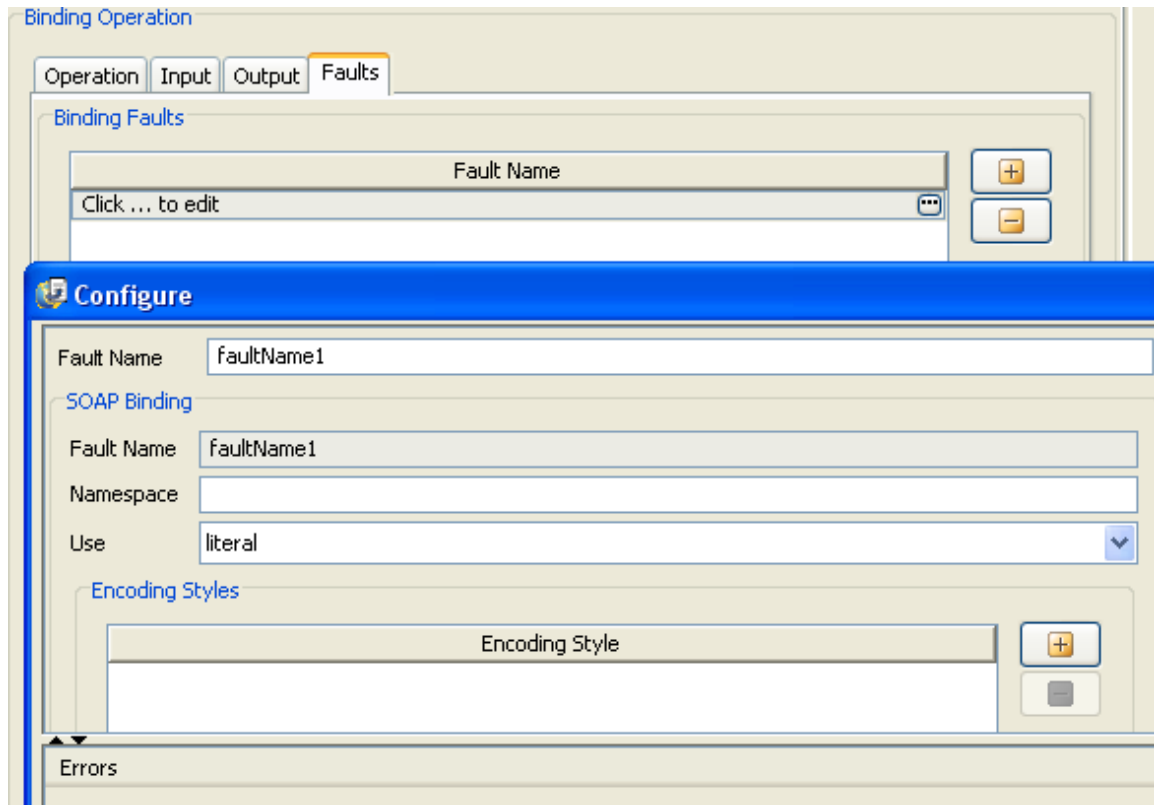 Binding Operation
Operation Input Output Faults
Binding Faults
Fault Name
Click ... to edit
Configure
Fault Name faultName1
SOAP Binding
Fault Name faultName1
Namespace
Use literal
Encoding Styles
Encoding Style
Errors